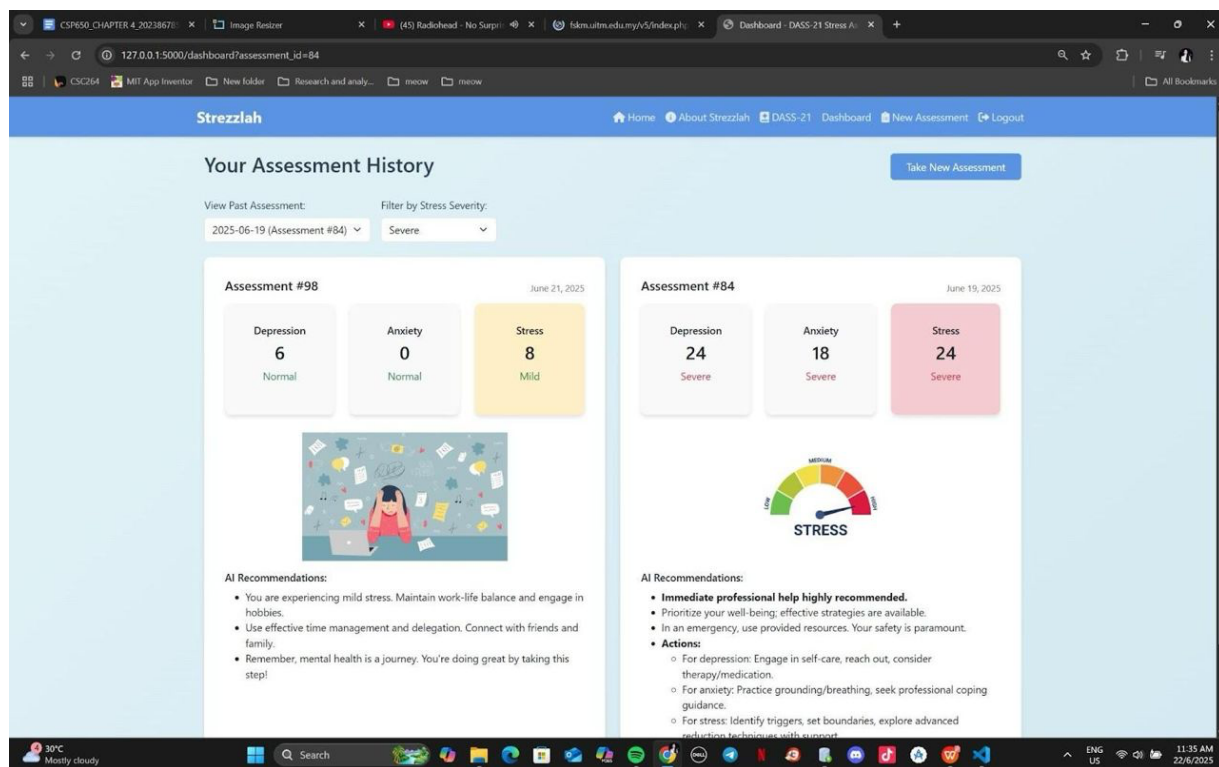 CSP650_CHAPTER 4_20238678
Image Resizer
(45) Radiohead - No Surpri
fskm.uitm.edu.my/v5/index.php
Dashboard - DASS-21 Stress As
127.0.0.1:5000/dashboard?assessment_id=84
CSC264
MIT App Inventor
New folder
Research and analy...
meow
meow
All Bookmarks
Strezzlah
Home
About Strezzlah
DASS-21
Dashboard
New Assessment
Logout
Your Assessment History
Take New Assessment
View Past Assessment:
Filter by Stress Severity:
2025-06-19 (Assessment #84)
Severe
Assessment #98
June 21, 2025
Depression
6
Normal
Anxiety
0
Normal
Stress
8
Mild
AI Recommendations:
• You are experiencing mild stress. Maintain work-life balance and engage in
hobbies.
• Use effective time management and delegation. Connect with friends and
family.
• Remember, mental health is a journey. You're doing great by taking this
step!
Assessment #84
June 19, 2025
Depression
24
Severe
Anxiety
18
Severe
Stress
24
Severe
LOW
MEDIUM
HIGH
STRESS
AI Recommendations:
• Immediate professional help highly recommended.
• Prioritize your well-being; effective strategies are available.
• In an emergency, use provided resources. Your safety is paramount.
• Actions:
○ For depression: Engage in self-care, reach out, consider
therapy/medication.
○ For anxiety: Practice grounding/breathing, seek professional coping
guidance.
○ For stress: Identify triggers, set boundaries, explore advanced
reduction techniques with support.
30°C
Mostly cloudy
Search
ENG
US
11:35 AM
22/6/2025